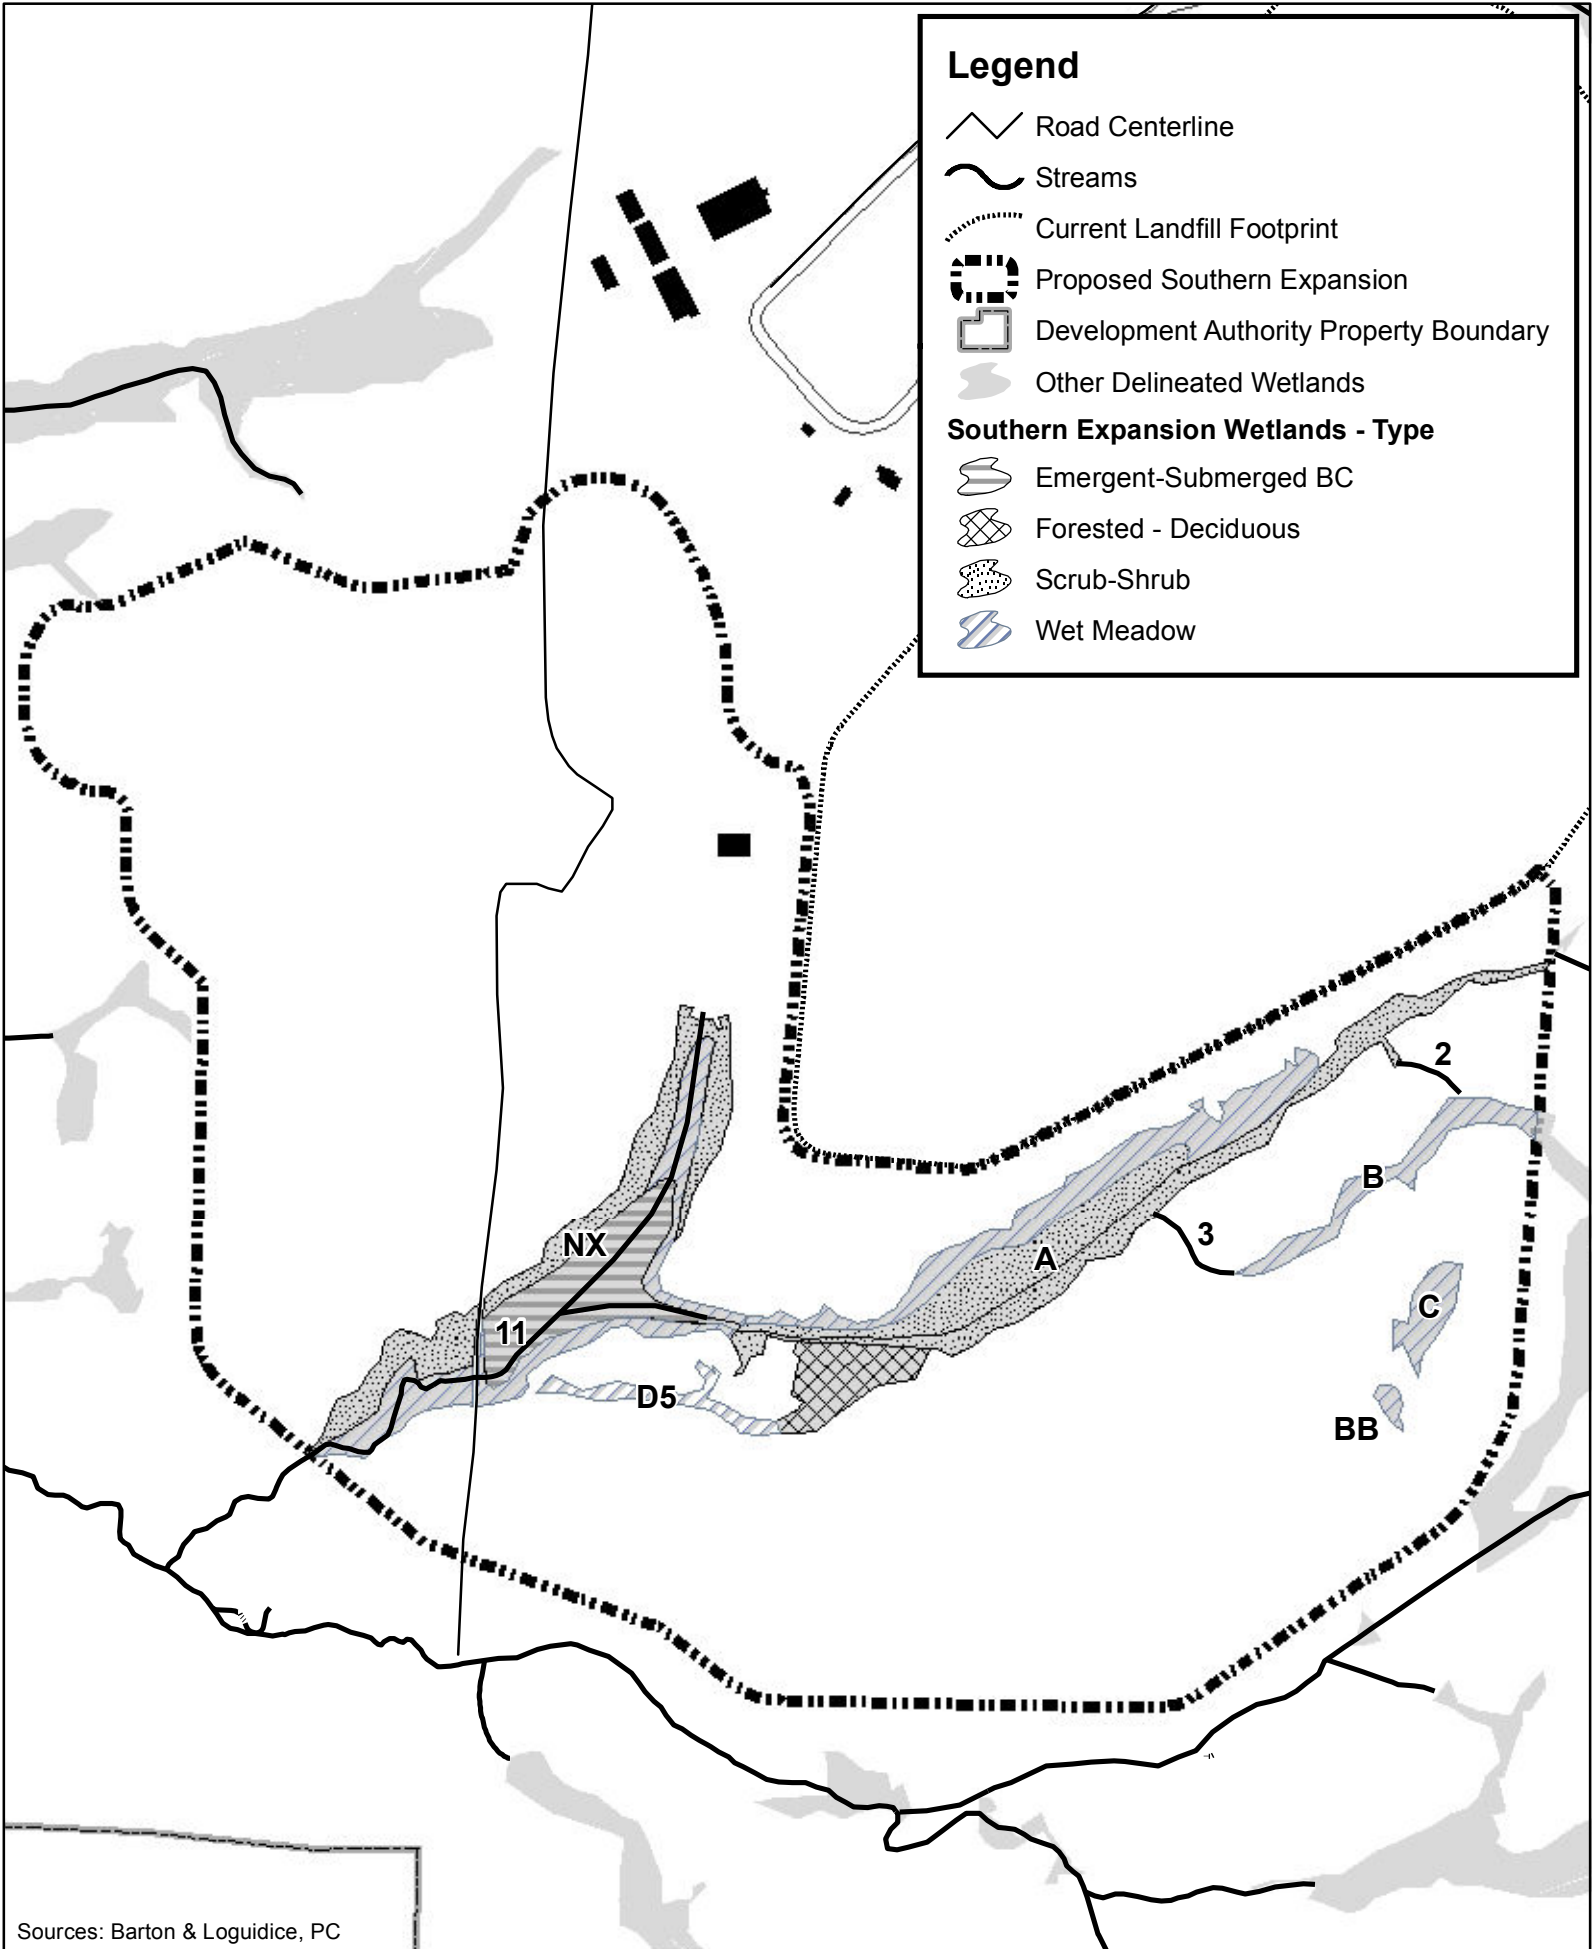 Legend
Road Centerline
Streams
Current Landfill Footprint
Proposed Southern Expansion
Development Authority Property Boundary
Other Delineated Wetlands
Southern Expansion Wetlands - Type
Emergent-Submerged BC
Forested - Deciduous
Scrub-Shrub
Wet Meadow
2
B
3
NX
A
C
11
D5
BB
Sources: Barton & Loguidice, PC